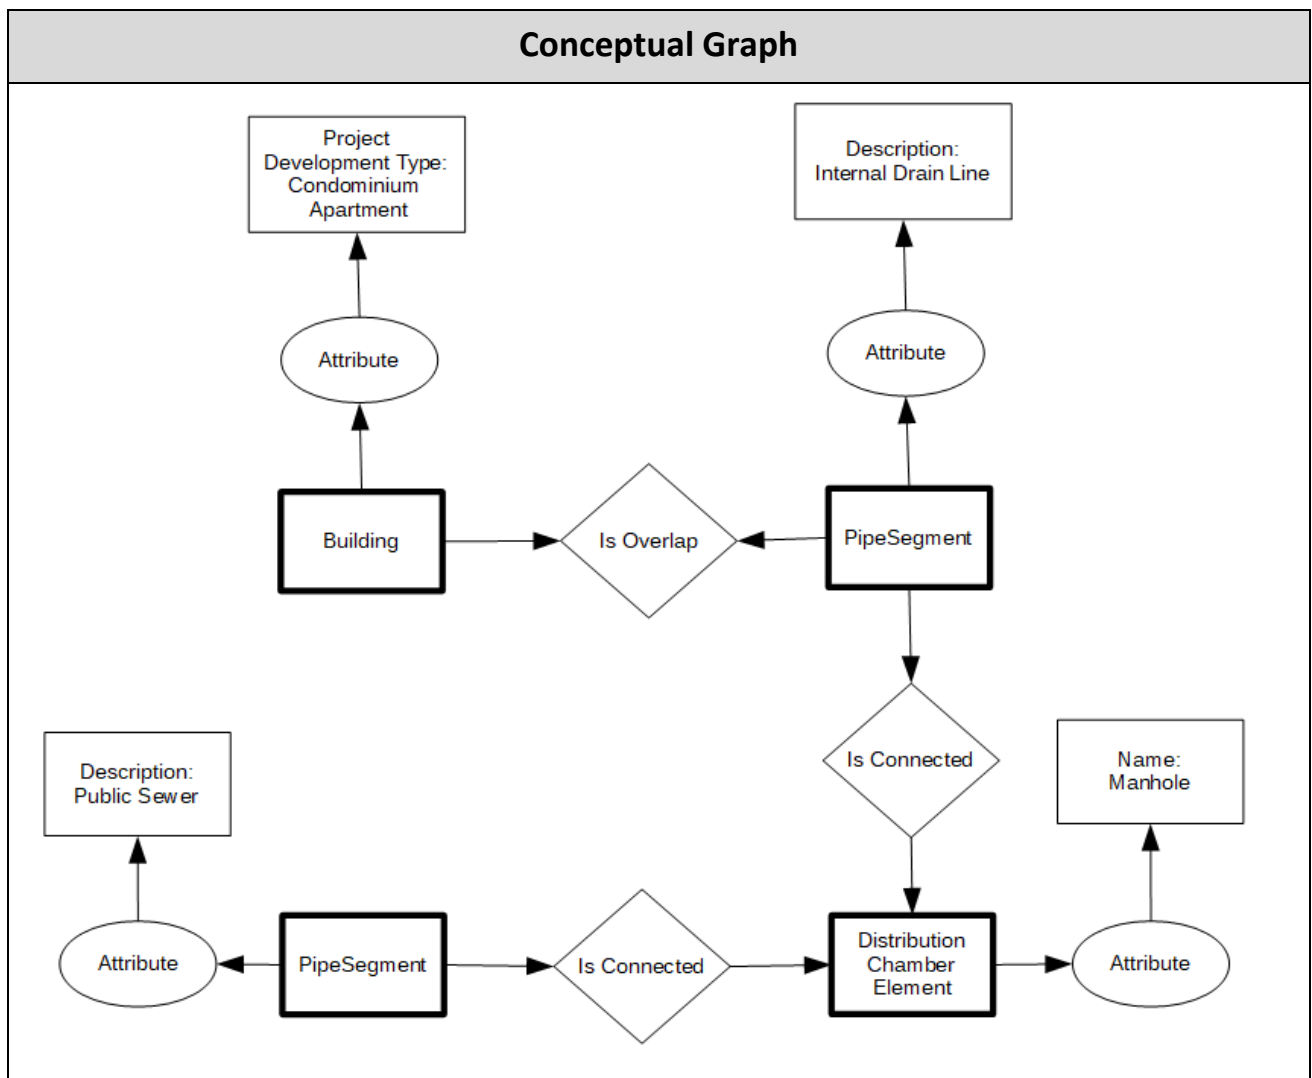 Conceptual Graph
Project
Development Type:
Condominium
Apartment
Description:
Internal Drain Line
Attribute
Attribute
Building
Is Overlap
PipeSegment
Is Connected
Description:
Public Sewer
Name:
Manhole
Attribute
PipeSegment
Is Connected
Distribution
Chamber
Element
Attribute